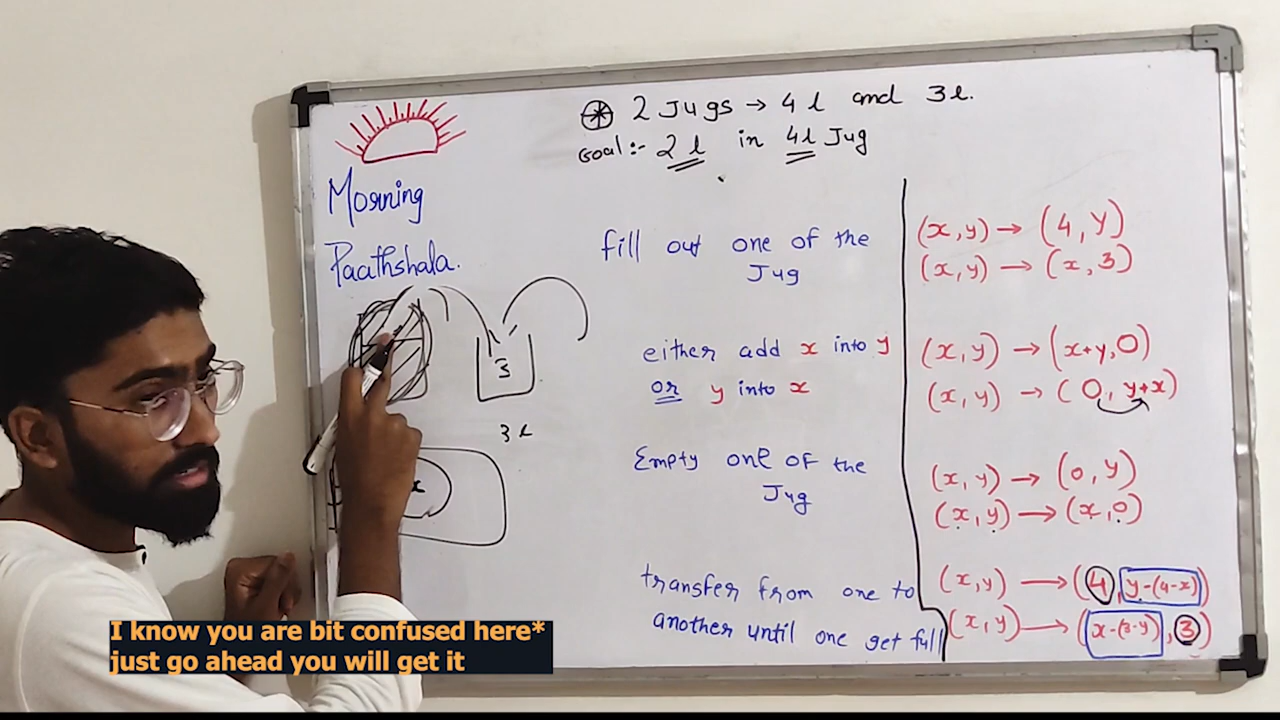 ⊛ 2 Jugs → 4 l and 3 l.
Goal :- 2 l in 4l Jug
Morning
Paathshala.
fill out one of the
Jug
(x,y) → (4,y)
(x,y) → (x,3)
3
3 l
x
either add x into y
or y into x
(x,y) → (x+y,0)
(x,y) → (0, y+x)
Empty one of the
Jug
(x,y) → (0,y)
(x,y) → (x,0)
transfer from one to
another until one get full
(x,y) → (4, y-(4-x))
(x,y) → (x-(3-y), 3)
I know you are bit confused here*
just go ahead you will get it